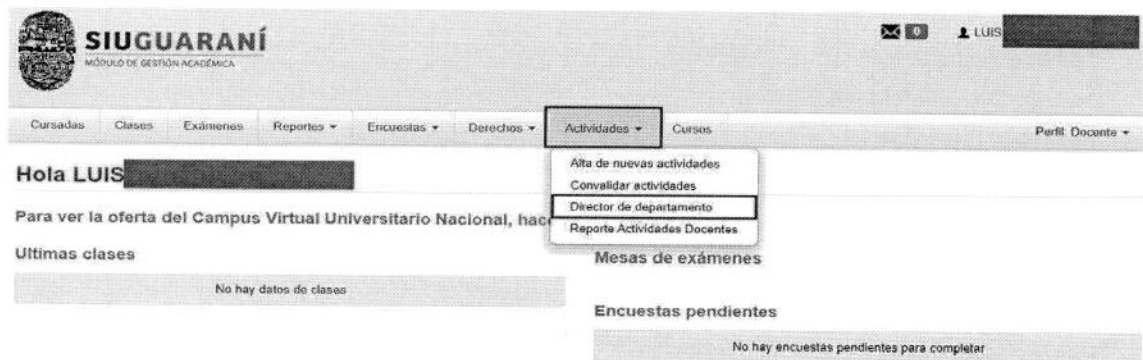 SIUGUARANÍ
MÓDULO DE GESTIÓN ACADÉMICA
0 LUIS
Cursadas Clases Exámenes Reportes Encuestas Derechos Actividades Cursos Perfil: Docente
Alta de nuevas actividades
Convalidar actividades
Director de departamento
Reporte Actividades Docentes
Hola LUIS
Para ver la oferta del Campus Virtual Universitario Nacional, hacé
Ultimas clases
No hay datos de clases
Mesas de exámenes
Encuestas pendientes
No hay encuestas pendientes para completar